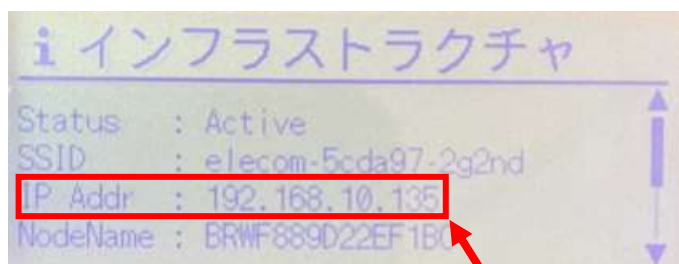 i インフラストラクチャ
Status : Active
SSID : elecom-5cda97-2g2nd
IP Addr : 192.168.10.135
NodeName : BRWF889D22EF1BC